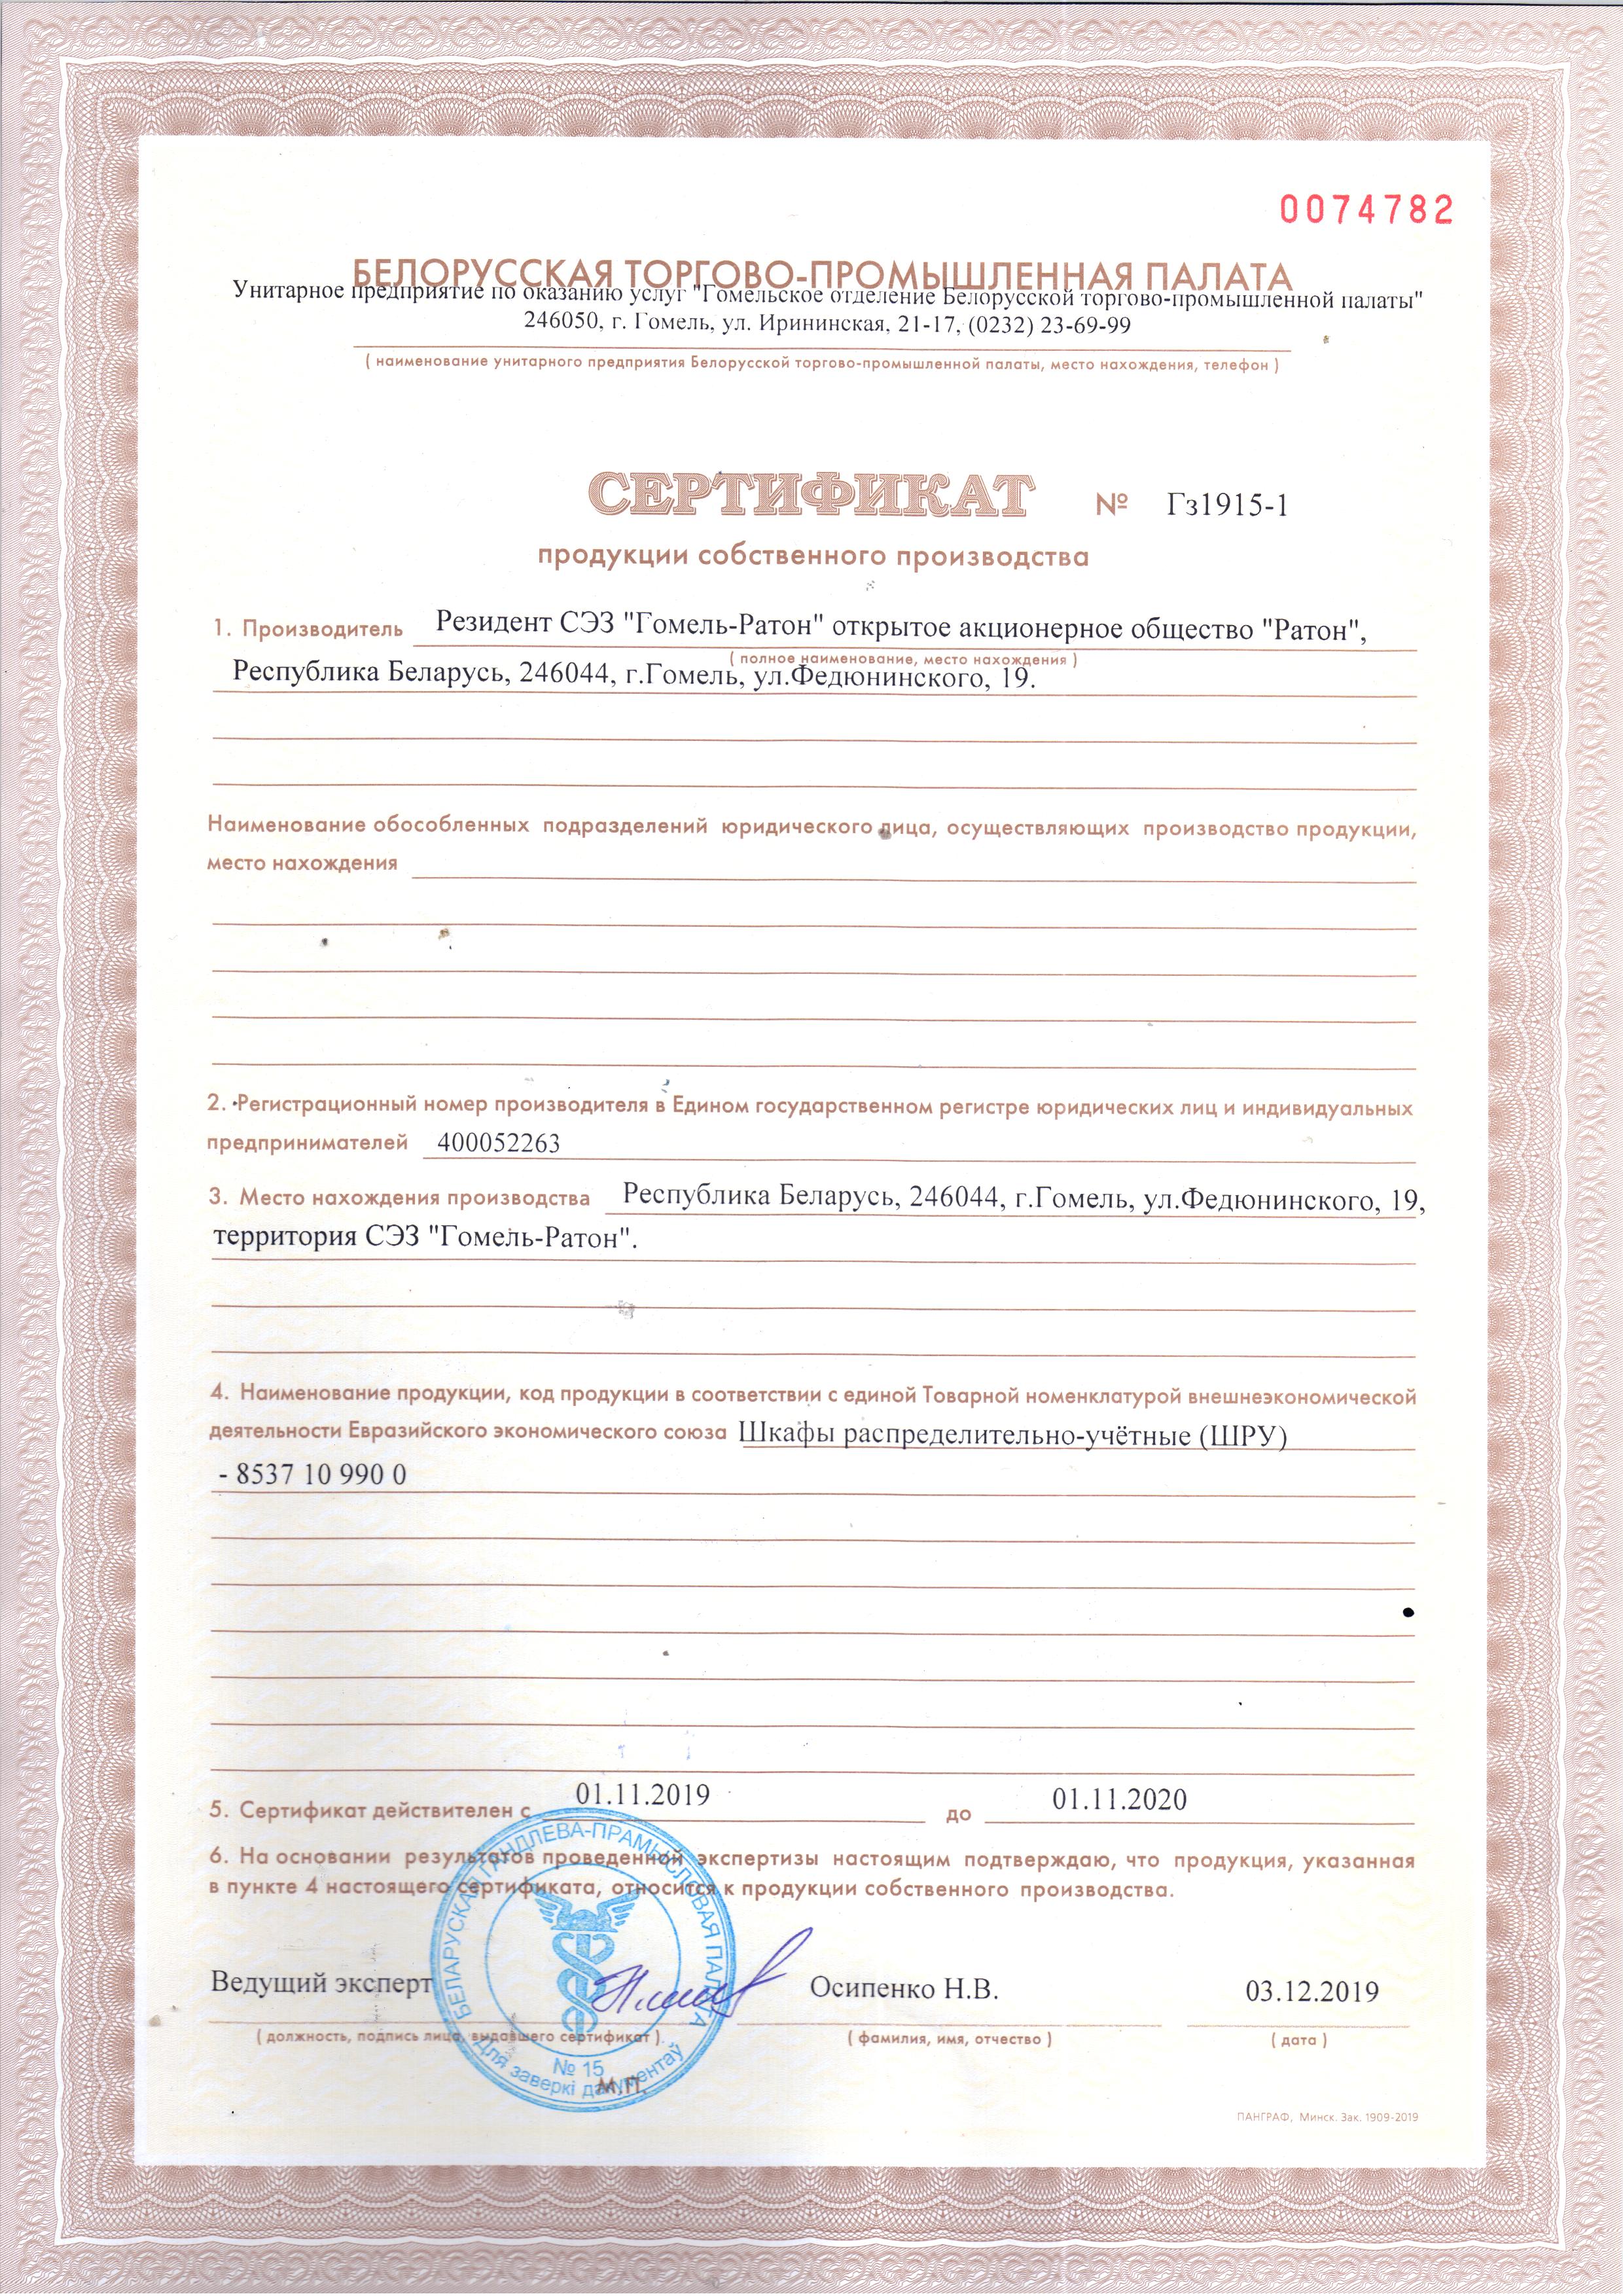 0074782
БЕЛОРУССКАЯ ТОРГОВО-ПРОМЫШЛЕННАЯ ПАЛАТА
Унитарное предприятие по оказанию услуг "Гомельское отделение Белорусской торгово-промышленной палаты"
246050, г. Гомель, ул. Ирининская, 21-17, (0232) 23-69-99
( наименование унитарного предприятия Белорусской торгово-промышленной палаты, место нахождения, телефон )
СЕРТИФИКАТ № Гз1915-1
продукции собственного производства
1. Производитель Резидент СЭЗ "Гомель-Ратон" открытое акционерное общество "Ратон",
( полное наименование, место нахождения )
Республика Беларусь, 246044, г.Гомель, ул.Федюнинского, 19.
Наименование обособленных подразделений юридического лица, осуществляющих производство продукции,
место нахождения
2. Регистрационный номер производителя в Едином государственном регистре юридических лиц и индивидуальных
предпринимателей 400052263
3. Место нахождения производства Республика Беларусь, 246044, г.Гомель, ул.Федюнинского, 19,
территория СЭЗ "Гомель-Ратон".
4. Наименование продукции, код продукции в соответствии с единой Товарной номенклатурой внешнеэкономической
деятельности Евразийского экономического союза Шкафы распределительно-учётные (ШРУ)
- 8537 10 990 0
5. Сертификат действителен с 01.11.2019 до 01.11.2020
6. На основании результатов проведенной экспертизы настоящим подтверждаю, что продукция, указанная
в пункте 4 настоящего сертификата, относится к продукции собственного производства.
БЕЛАРУСКАЯ ГАНДЛЕВА-ПРАМЫСЛОВАЯ ПАЛАТА
Ведущий эксперт Осипенко Н.В. 03.12.2019
( должность, подпись лица, выдавшего сертификат ) ( фамилия, имя, отчество ) ( дата )
№ 15
Для заверкі дакументаў
М.П.
ПАНГРАФ, Минск. Зак. 1909-2019